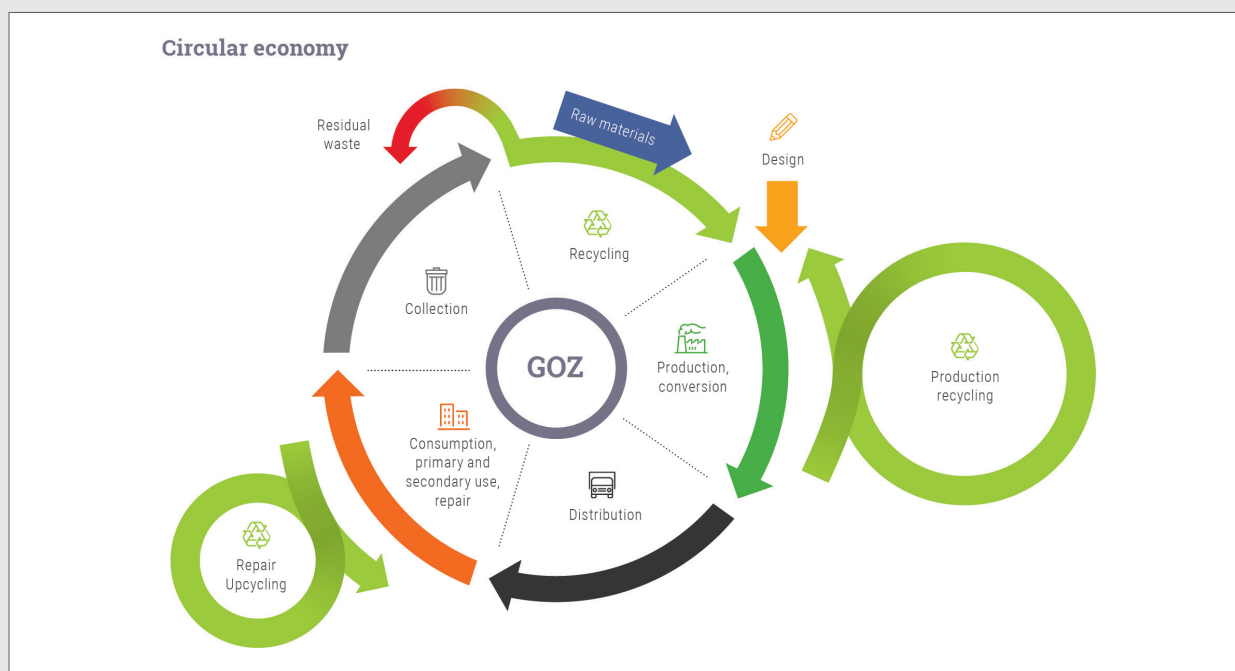 Circular economy
Residual
waste
Raw materials
Design
Recycling
Collection
GOZ
Production,
conversion
Production
recycling
Consumption,
primary and
secondary use,
repair
Distribution
Repair
Upcycling